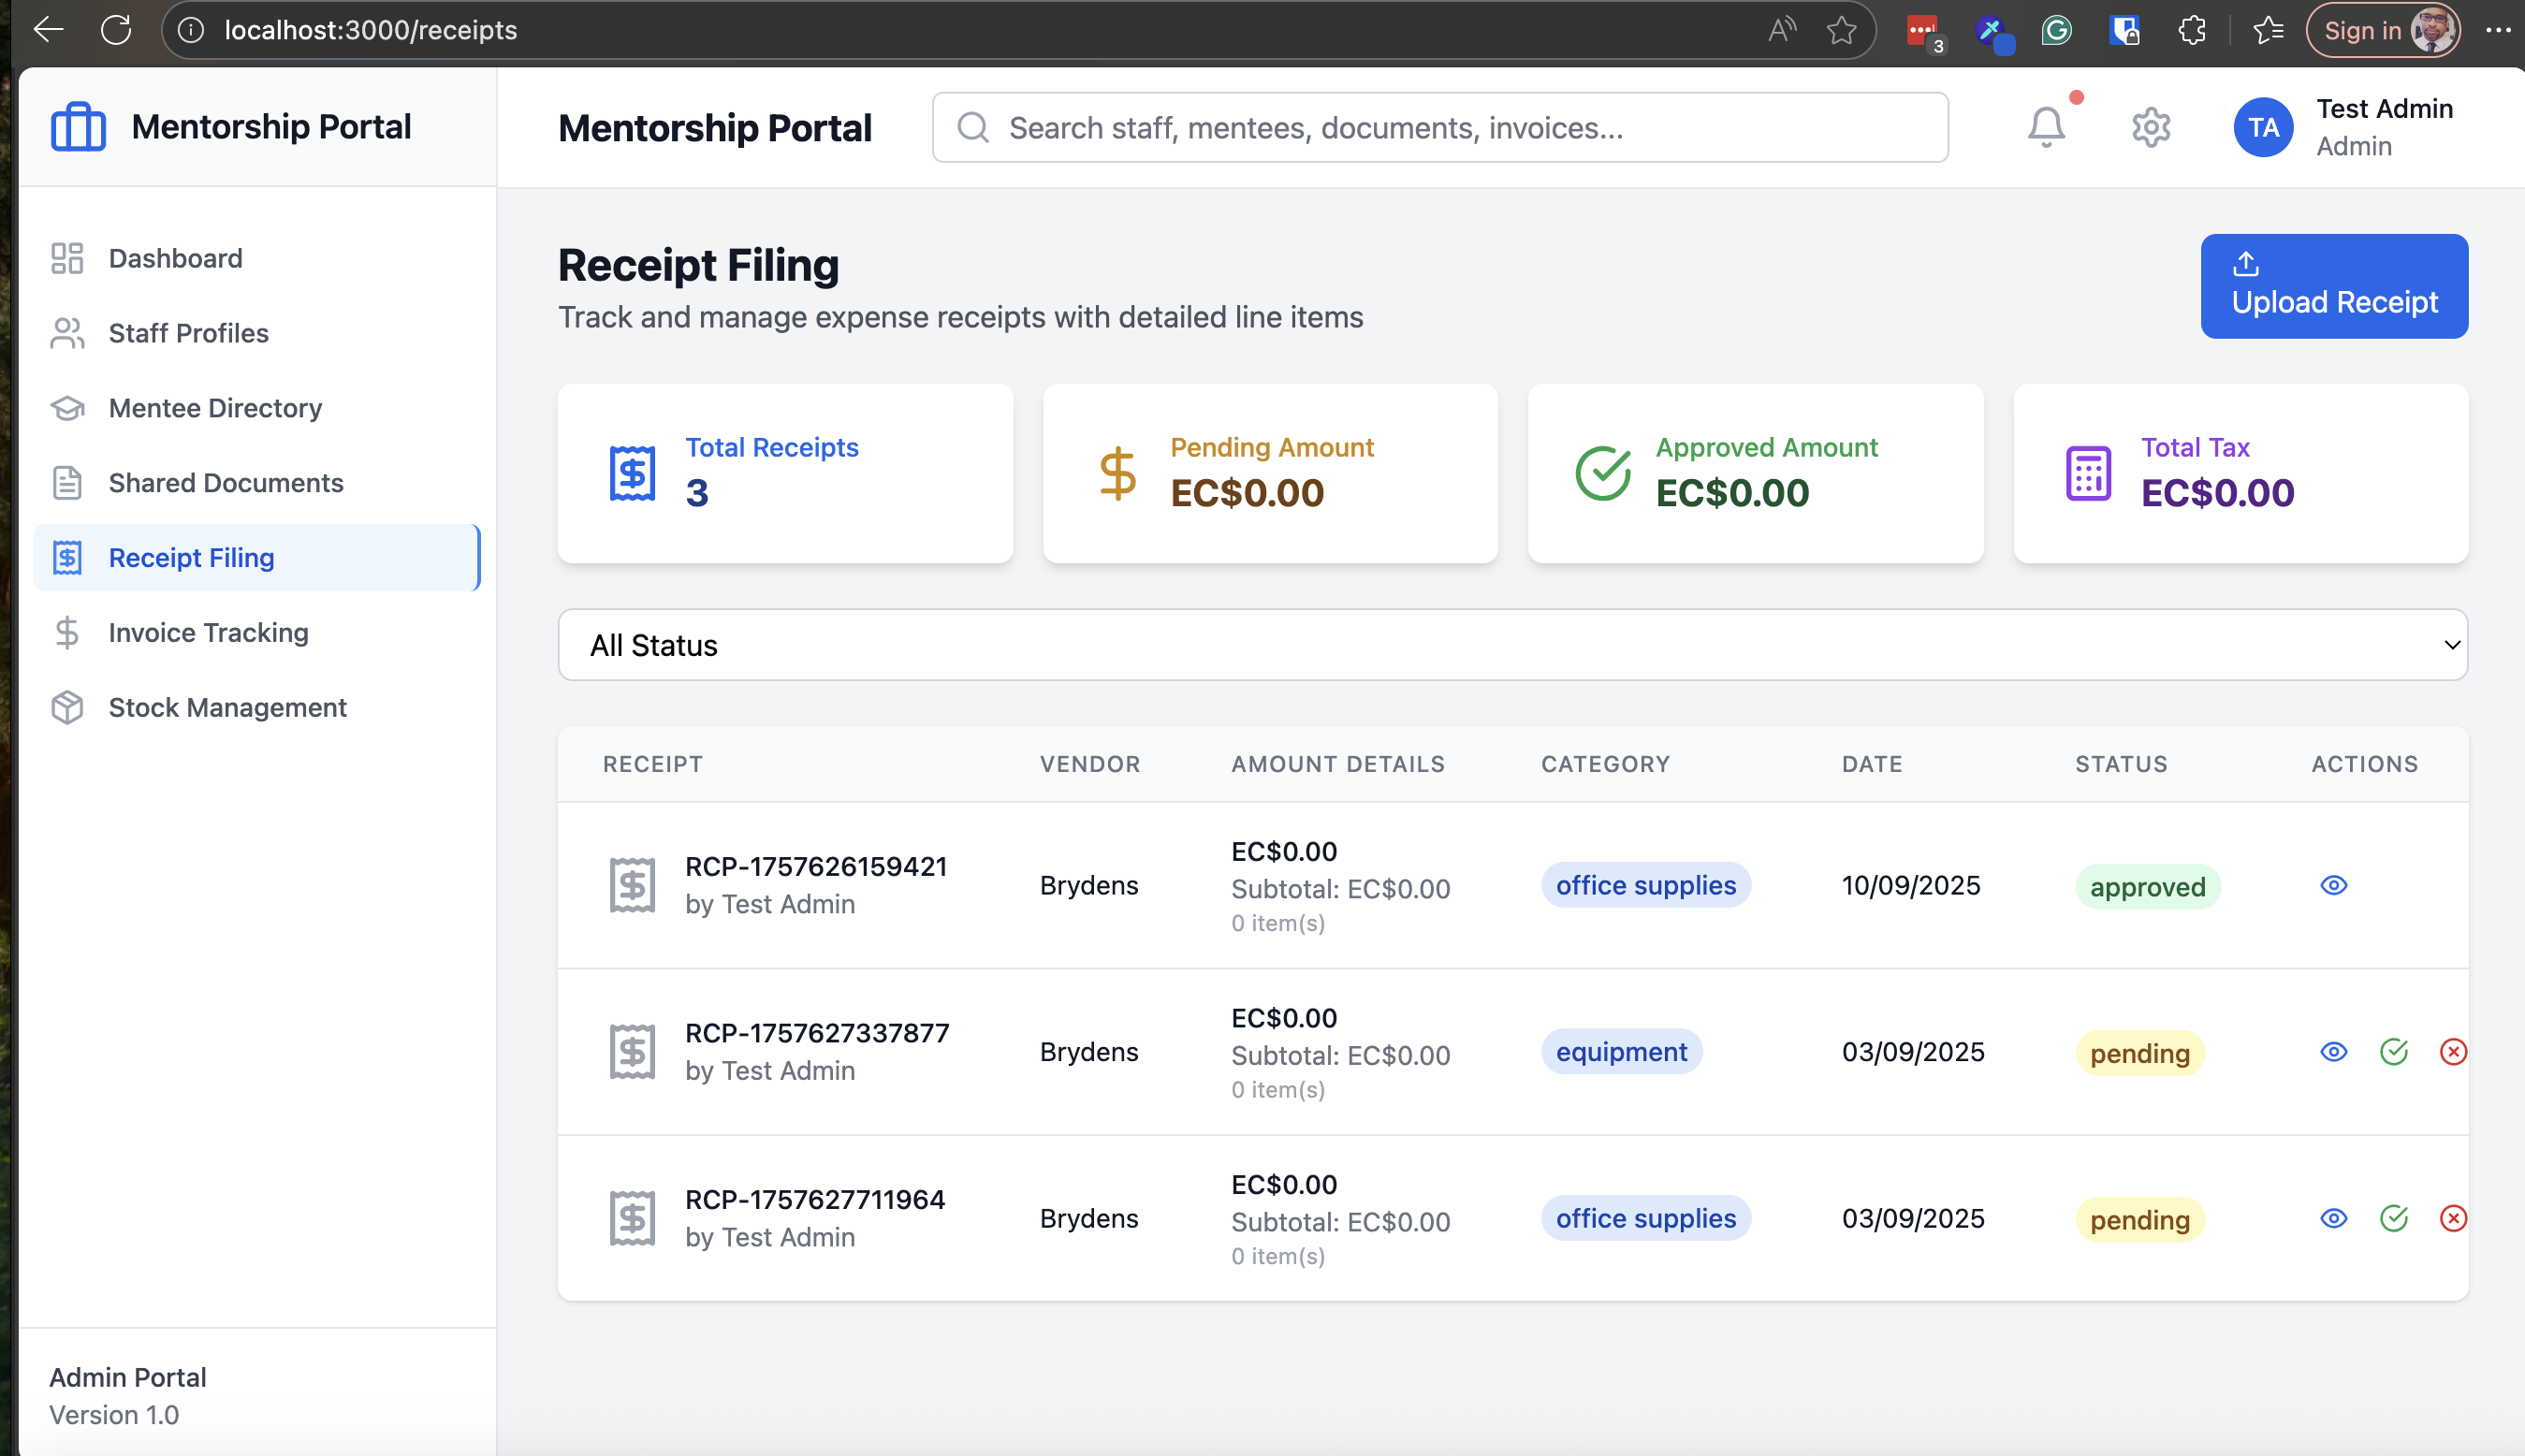 localhost:3000/receipts
A
3
Sign in
Mentorship Portal
Mentorship Portal
Search staff, mentees, documents, invoices...
TA
Test Admin
Admin
Dashboard
Staff Profiles
Mentee Directory
Shared Documents
Receipt Filing
Invoice Tracking
Stock Management
Admin Portal
Version 1.0
Receipt Filing
Track and manage expense receipts with detailed line items
Upload Receipt
Total Receipts
3
Pending Amount
EC$0.00
Approved Amount
EC$0.00
Total Tax
EC$0.00
All Status
RECEIPT VENDOR AMOUNT DETAILS CATEGORY DATE STATUS ACTIONS
RCP-1757626159421
by Test Admin
Brydens
EC$0.00
Subtotal: EC$0.00
0 item(s)
office supplies
10/09/2025
approved
RCP-1757627337877
by Test Admin
Brydens
EC$0.00
Subtotal: EC$0.00
0 item(s)
equipment
03/09/2025
pending
RCP-1757627711964
by Test Admin
Brydens
EC$0.00
Subtotal: EC$0.00
0 item(s)
office supplies
03/09/2025
pending